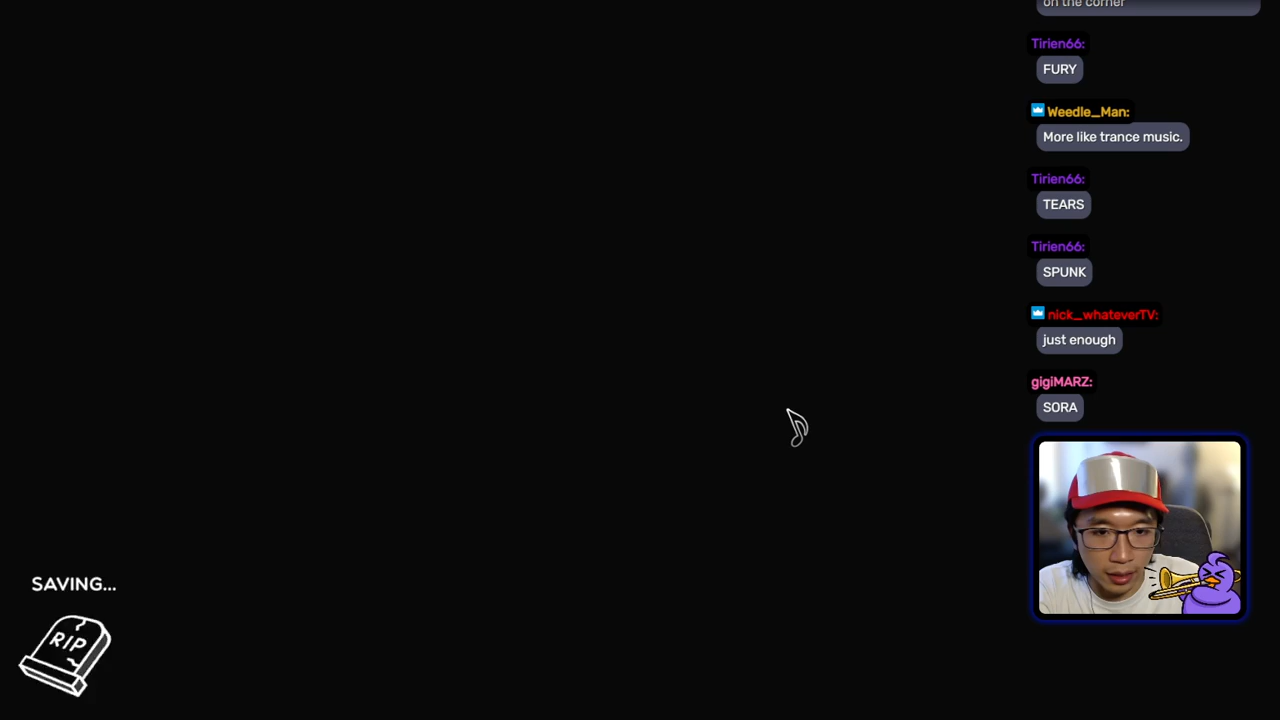 on the corner
Tirien66:
FURY
Weedle_Man:
More like trance music.
Tirien66:
TEARS
Tirien66:
SPUNK
nick_whateverTV:
just enough
gigiMARZ:
SORA
SAVING...
RIP